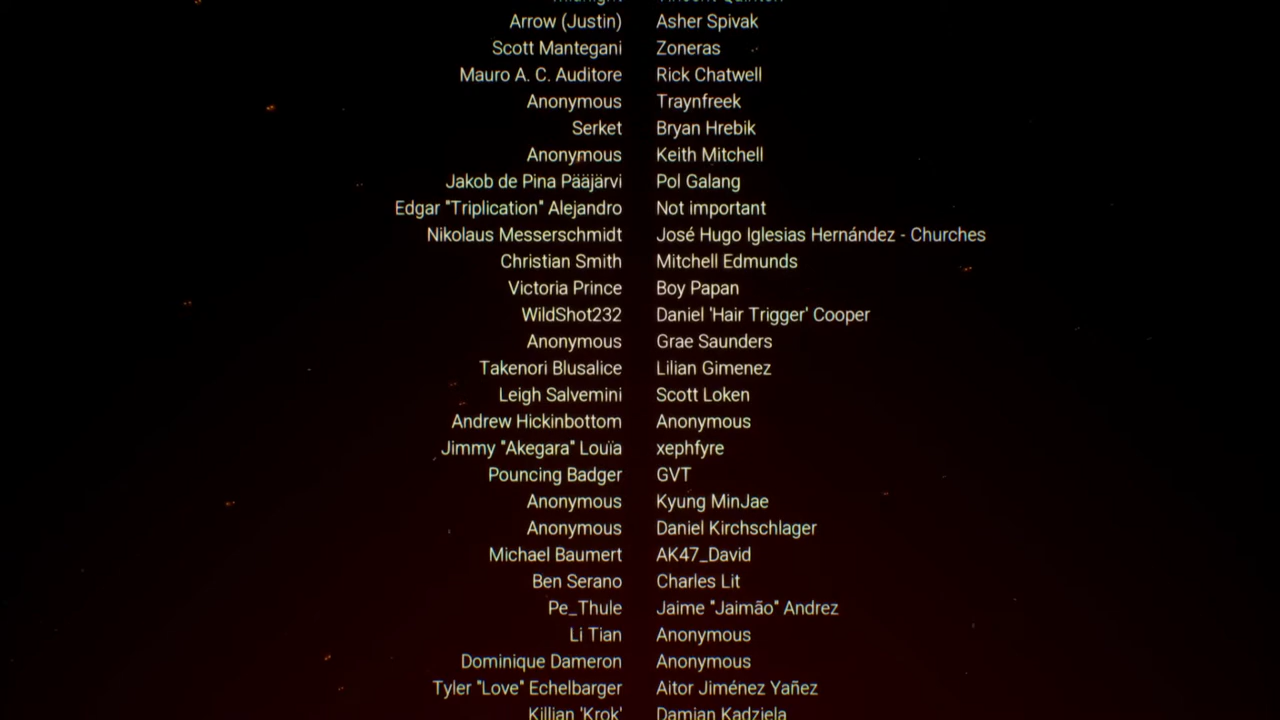 Arrow (Justin) Asher Spivak
Scott Mantegani Zoneras
Mauro A. C. Auditore Rick Chatwell
Anonymous Traynfreek
Serket Bryan Hrebik
Anonymous Keith Mitchell
Jakob de Pina Pääjärvi Pol Galang
Edgar "Triplication" Alejandro Not important
Nikolaus Messerschmidt José Hugo Iglesias Hernández - Churches
Christian Smith Mitchell Edmunds
Victoria Prince Boy Papan
WildShot232 Daniel 'Hair Trigger' Cooper
Anonymous Grae Saunders
Takenori Blusalice Lilian Gimenez
Leigh Salvemini Scott Loken
Andrew Hickinbottom Anonymous
Jimmy "Akegara" Louïa xephfyre
Pouncing Badger GVT
Anonymous Kyung MinJae
Anonymous Daniel Kirchschlager
Michael Baumert AK47_David
Ben Serano Charles Lit
Pe_Thule Jaime "Jaimão" Andrez
Li Tian Anonymous
Dominique Dameron Anonymous
Tyler "Love" Echelbarger Aitor Jiménez Yañez
Killian 'Krok' Damian Kadziela